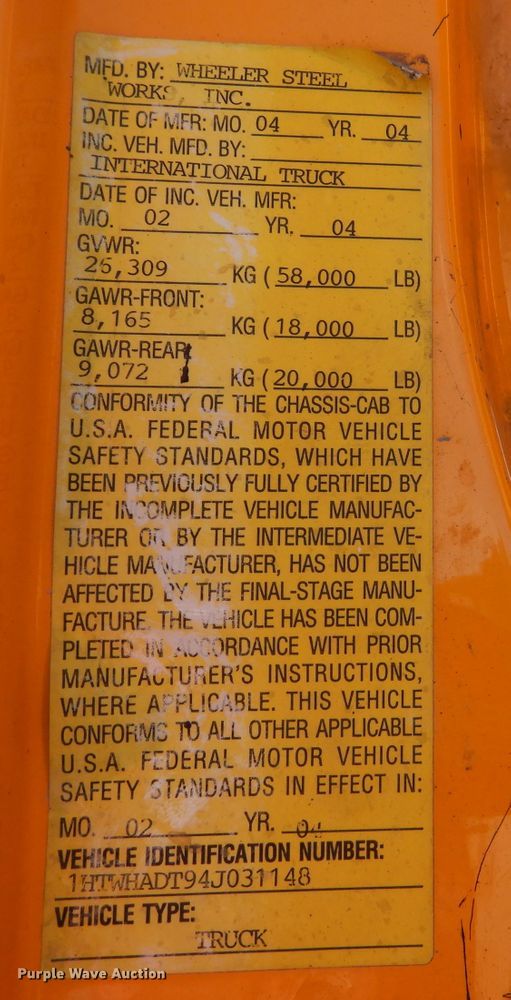 MFD. BY: WHEELER STEEL
WORKS, INC.
DATE OF MFR: MO. 04 YR. 04
INC. VEH. MFD. BY:
INTERNATIONAL TRUCK
DATE OF INC. VEH. MFR:
MO. 02 YR. 04
GVWR:
26,309 KG ( 58,000 LB)
GAWR-FRONT:
8,165 KG ( 18,000 LB)
GAWR-REAR:
9,072 KG ( 20,000 LB)
CONFORMITY OF THE CHASSIS-CAB TO
U.S.A. FEDERAL MOTOR VEHICLE
SAFETY STANDARDS, WHICH HAVE
BEEN PREVIOUSLY FULLY CERTIFIED BY
THE INCOMPLETE VEHICLE MANUFAC-
TURER OR BY THE INTERMEDIATE VE-
HICLE MANUFACTURER, HAS NOT BEEN
AFFECTED BY THE FINAL-STAGE MANU-
FACTURE. THE VEHICLE HAS BEEN COM-
PLETED IN ACCORDANCE WITH PRIOR
MANUFACTURER'S INSTRUCTIONS,
WHERE APPLICABLE. THIS VEHICLE
CONFORMS TO ALL OTHER APPLICABLE
U.S.A. FEDERAL MOTOR VEHICLE
SAFETY STANDARDS IN EFFECT IN:
MO. 02 YR. 04
VEHICLE IDENTIFICATION NUMBER:
1HTWHADT94J031148
VEHICLE TYPE:
TRUCK
Purple Wave Auction